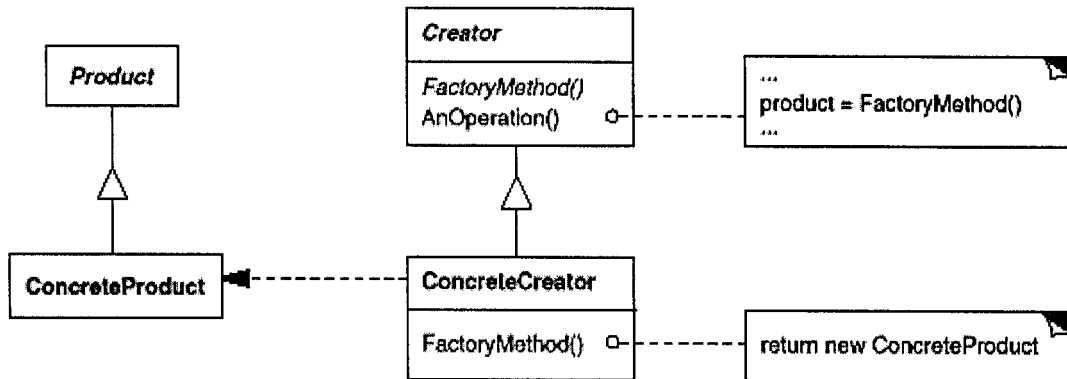 Product
ConcreteProduct
Creator
FactoryMethod()
AnOperation()
...
product = FactoryMethod()
...
ConcreteCreator
FactoryMethod()
return new ConcreteProduct